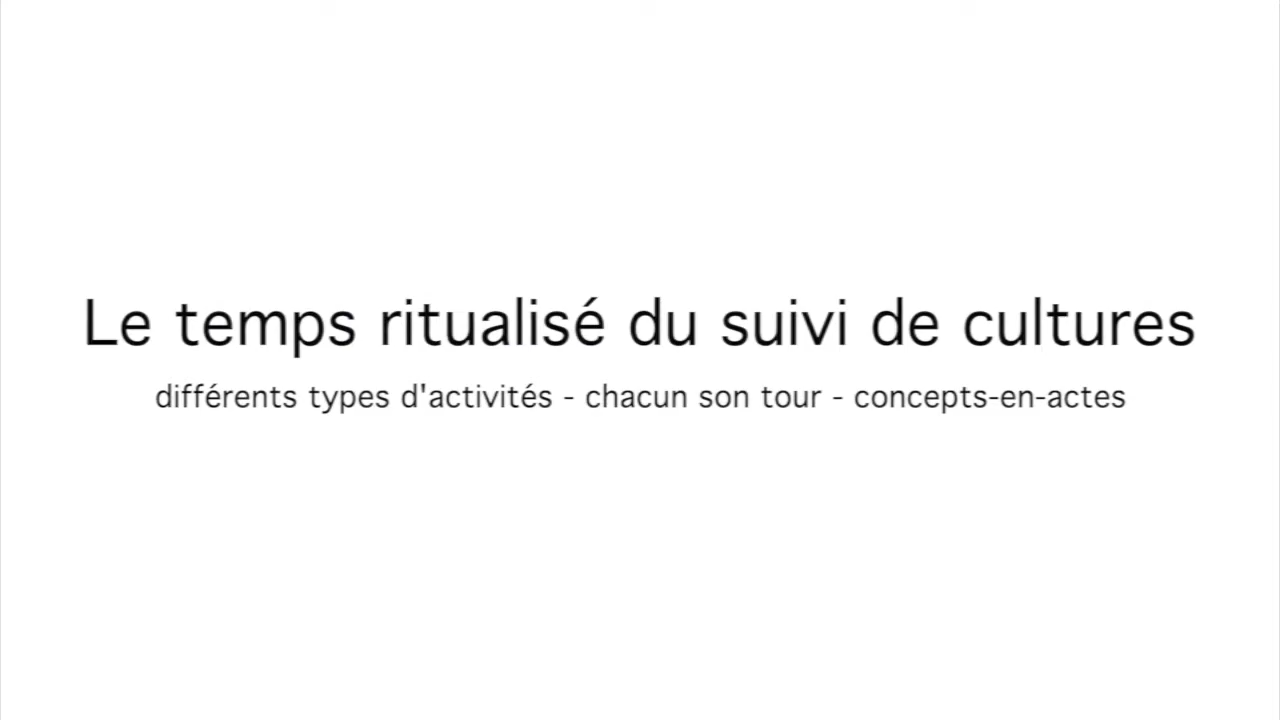 Le temps ritualisé du suivi de cultures
différents types d'activités - chacun son tour - concepts-en-actes